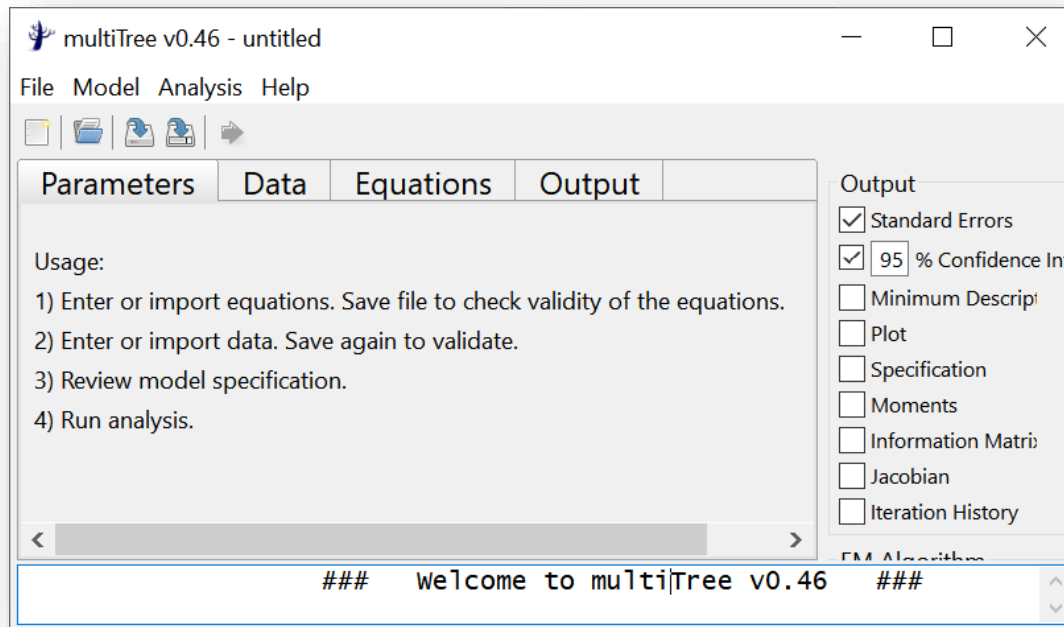 multiTree v0.46 - untitled
File Model Analysis Help
Parameters Data Equations Output
Usage:
1) Enter or import equations. Save file to check validity of the equations.
2) Enter or import data. Save again to validate.
3) Review model specification.
4) Run analysis.
Output
Standard Errors
95 % Confidence In
Minimum Descript
Plot
Specification
Moments
Information Matrix
Jacobian
Iteration History
EM Algorithm
### Welcome to multiTree v0.46 ###